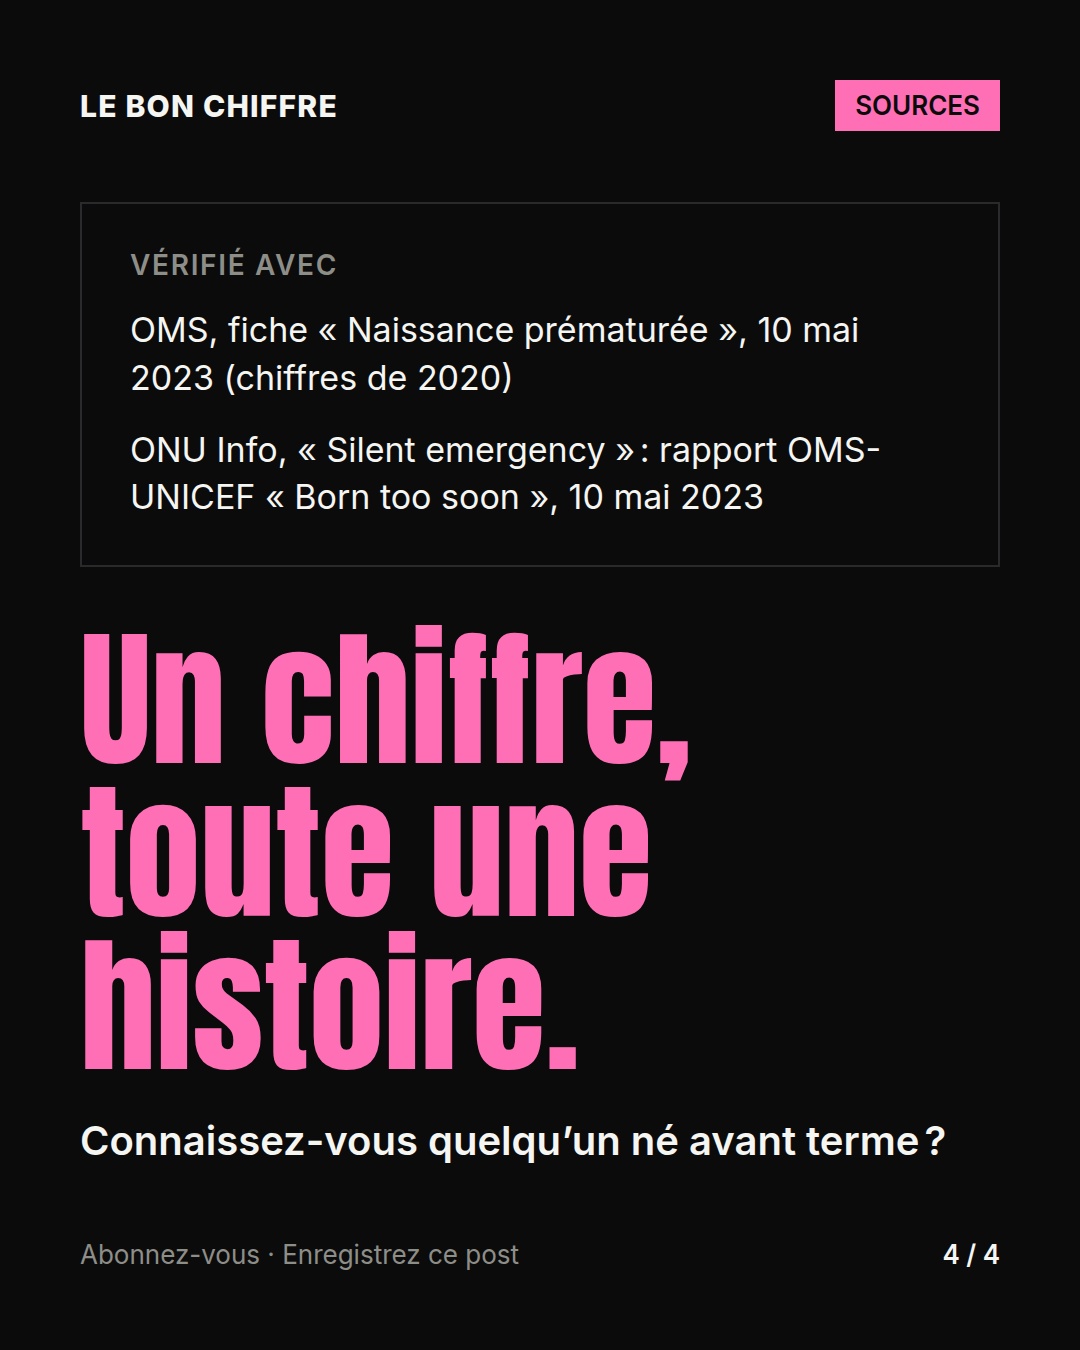 LE BON CHIFFRE
SOURCES
VÉRIFIÉ AVEC
OMS, fiche « Naissance prématurée », 10 mai
2023 (chiffres de 2020)
ONU Info, « Silent emergency » : rapport OMS-
UNICEF « Born too soon », 10 mai 2023
Un chiffre,
toute une
histoire.
Connaissez-vous quelqu’un né avant terme ?
Abonnez-vous · Enregistrez ce post
4 / 4